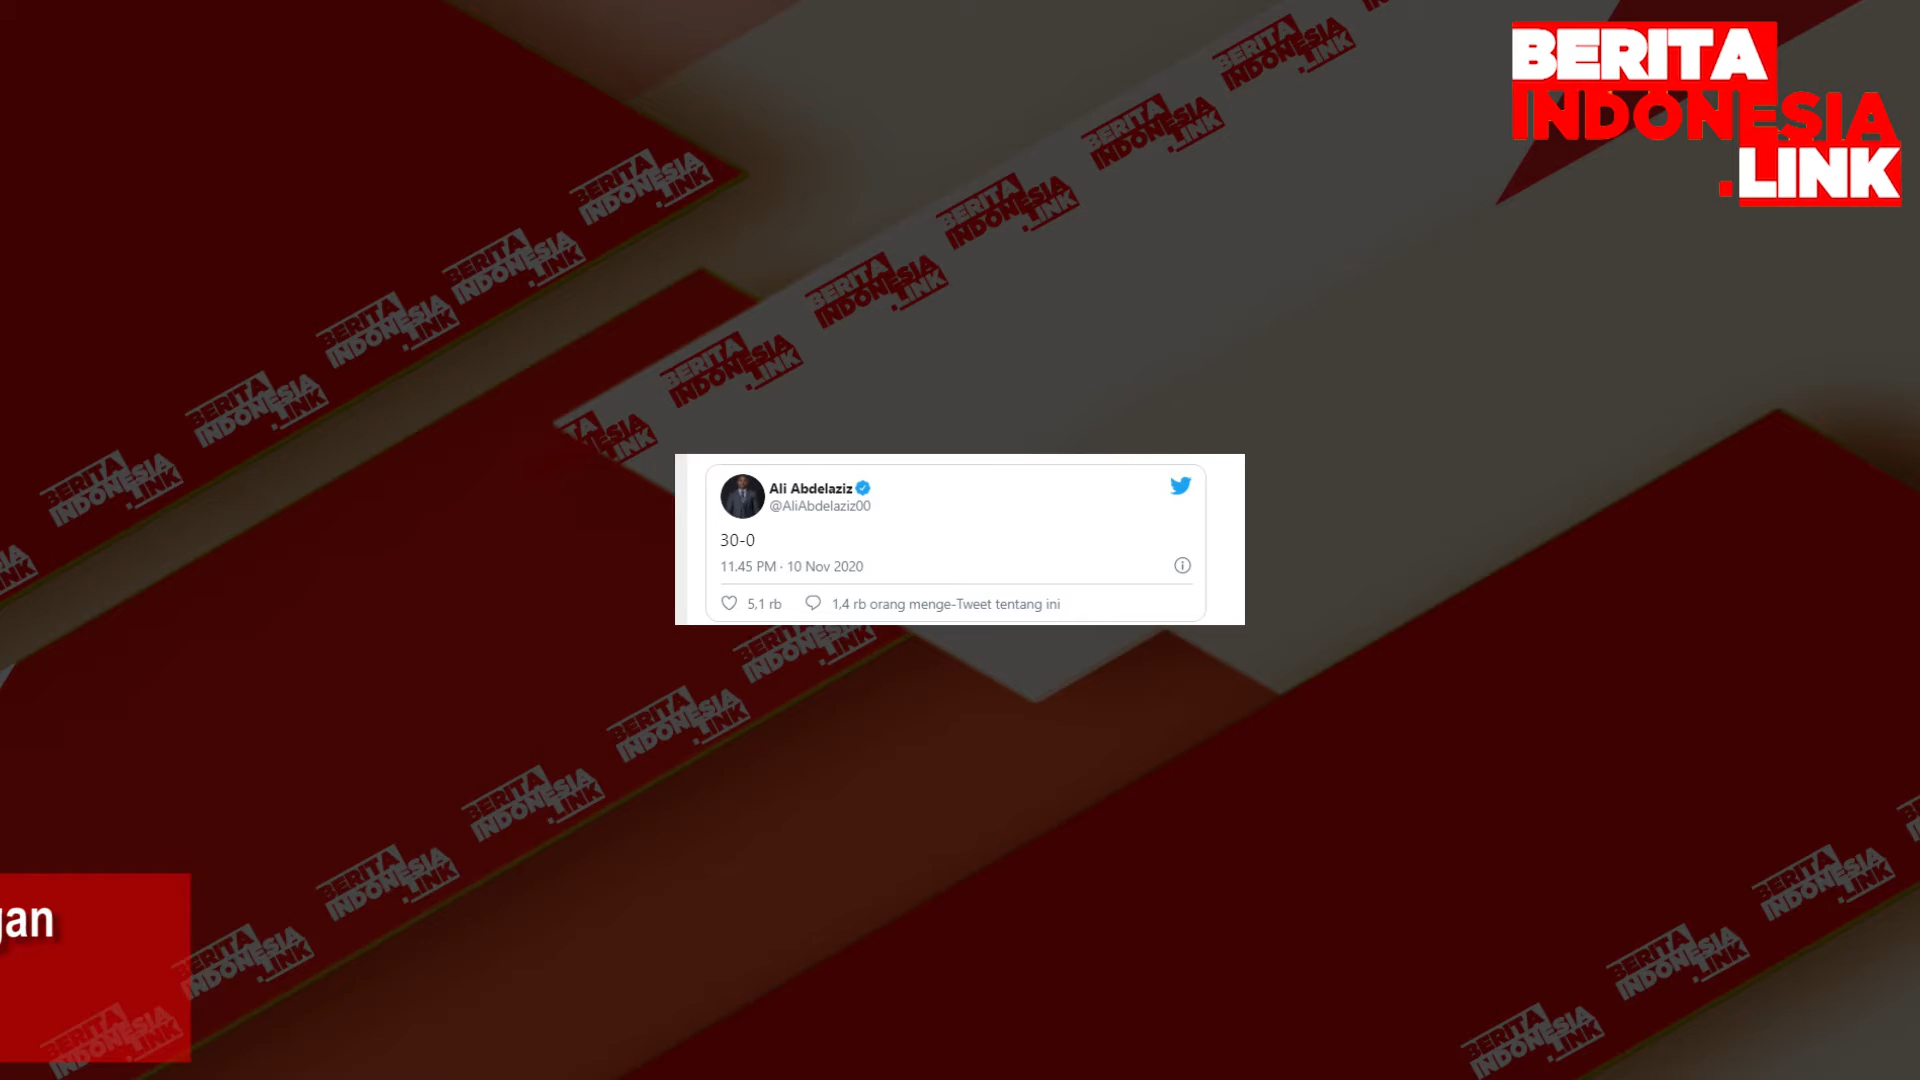 BERITA
INDONESIA
.LINK
Ali Abdelaziz
@AliAbdelaziz00
30-0
11.45 PM · 10 Nov 2020
5,1 rb 1,4 rb orang menge-Tweet tentang ini
gan